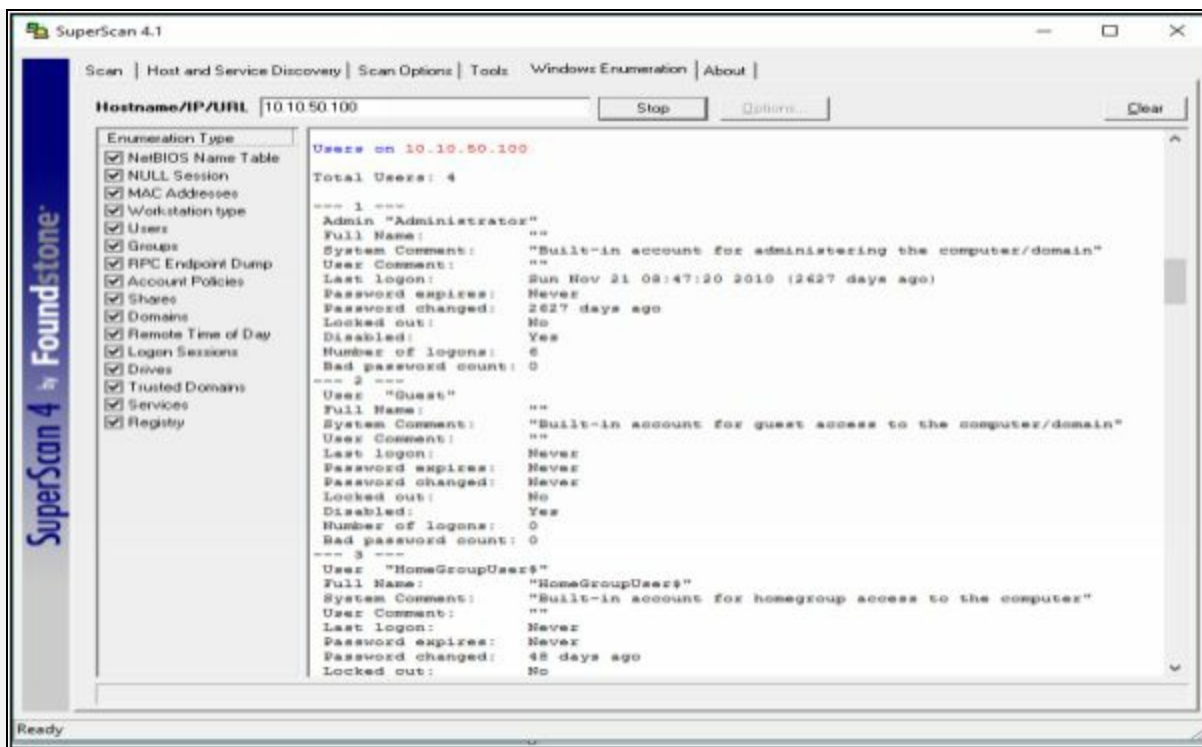 SuperScan 4.1
Scan | Host and Service Discovery | Scan Options | Tools Windows Enumeration | About |
Hostname/IP/URL 10.10.50.100 Stop Options... Clear
SuperScan 4 by Foundstone
Enumeration Type
NetBIOS Name Table
NULL Session
MAC Addresses
Workstation type
Users
Groups
RPC Endpoint Dump
Account Policies
Shares
Domains
Remote Time of Day
Logon Sessions
Drives
Trusted Domains
Services
Registry
Users on 10.10.50.100
Total Users: 4
--- 1 ---
Admin "Administrator"
Full Name: ""
System Comment: "Built-in account for administering the computer/domain"
User Comment: ""
Last logon: Sun Nov 21 08:47:20 2010 (2627 days ago)
Password expires: Never
Password changed: 2627 days ago
Locked out: No
Disabled: Yes
Number of logons: 6
Bad password count: 0
--- 2 ---
User "Guest"
Full Name: ""
System Comment: "Built-in account for guest access to the computer/domain"
User Comment: ""
Last logon: Never
Password expires: Never
Password changed: Never
Locked out: No
Disabled: Yes
Number of logons: 0
Bad password count: 0
--- 3 ---
User "HomeGroupUser$"
Full Name: "HomeGroupUser$"
System Comment: "Built-in account for homegroup access to the computer"
User Comment: ""
Last logon: Never
Password expires: Never
Password changed: 48 days ago
Locked out: No
Ready